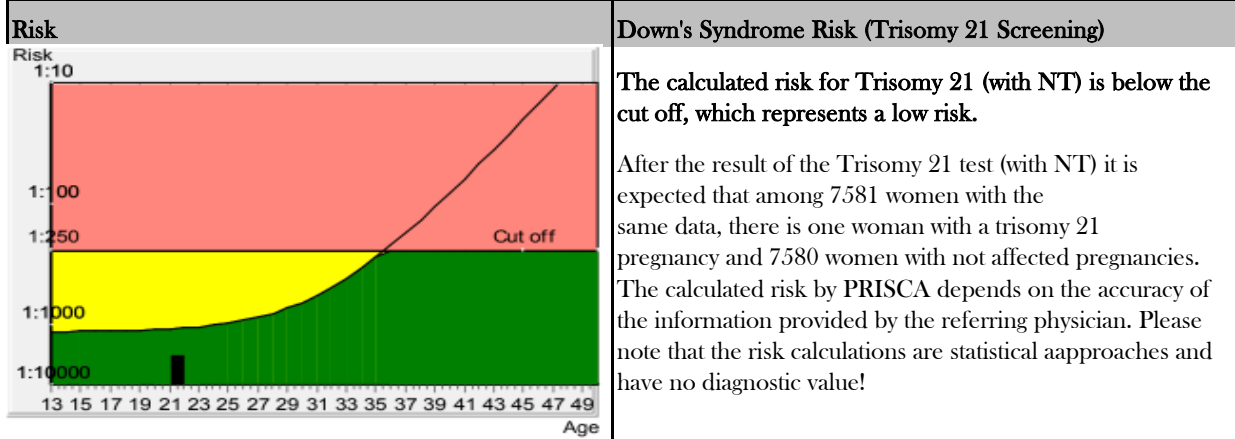 Risk
Down's Syndrome Risk (Trisomy 21 Screening)
Risk
1:10
1:100
1:250
Cut off
1:1000
1:10000
13 15 17 19 21 23 25 27 29 31 33 35 37 39 41 43 45 47 49
Age
The calculated risk for Trisomy 21 (with NT) is below the
cut off, which represents a low risk.
After the result of the Trisomy 21 test (with NT) it is
expected that among 7581 women with the
same data, there is one woman with a trisomy 21
pregnancy and 7580 women with not affected pregnancies.
The calculated risk by PRISCA depends on the accuracy of
the information provided by the referring physician. Please
note that the risk calculations are statistical aapproaches and
have no diagnostic value!